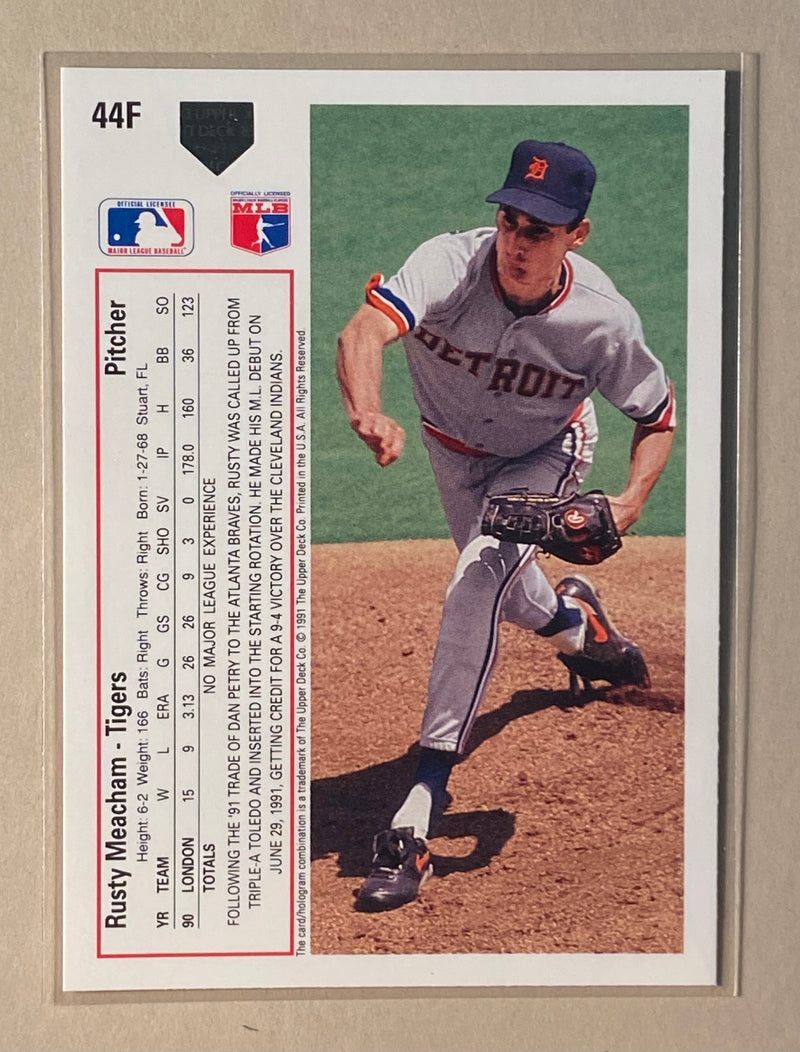 44F
UPPER
DECK
OFFICIAL LICENSEE
MAJOR LEAGUE BASEBALL
OFFICIALLY LICENSED
MAJOR LEAGUE BASEBALL PLAYERS
MLB
Rusty Meacham - Tigers Pitcher
Height: 6-2 Weight: 166 Bats: Right Throws: Right Born: 1-27-68 Stuart, FL
YR TEAM W L ERA G GS CG SHO SV IP H BB SO
90 LONDON 15 9 3.13 26 26 9 3 0 178.0 160 36 123
TOTALS NO MAJOR LEAGUE EXPERIENCE
FOLLOWING THE '91 TRADE OF DAN PETRY TO THE ATLANTA BRAVES, RUSTY WAS CALLED UP FROM
TRIPLE-A TOLEDO AND INSERTED INTO THE STARTING ROTATION. HE MADE HIS M.L. DEBUT ON
JUNE 29, 1991, GETTING CREDIT FOR A 9-4 VICTORY OVER THE CLEVELAND INDIANS.
The card/hologram combination is a trademark of The Upper Deck Co. © 1991 The Upper Deck Co. Printed in the U.S.A. All Rights Reserved.
D
DETROIT
R